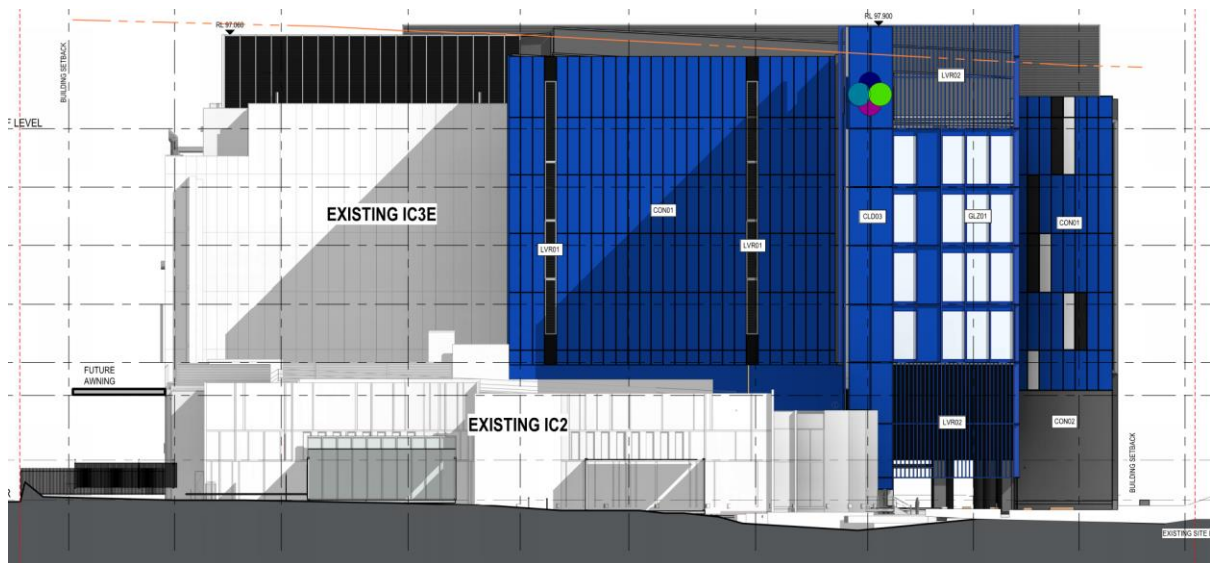 RL 97.060
RL 97.900
BUILDING SETBACK
LVR02
F LEVEL
EXISTING IC3E
CON01
CLD03
GLZ01
CON01
LVR01
LVR01
FUTURE
AWNING
EXISTING IC2
LVR02
CON02
BUILDING SETBACK
R
EXISTING SITE